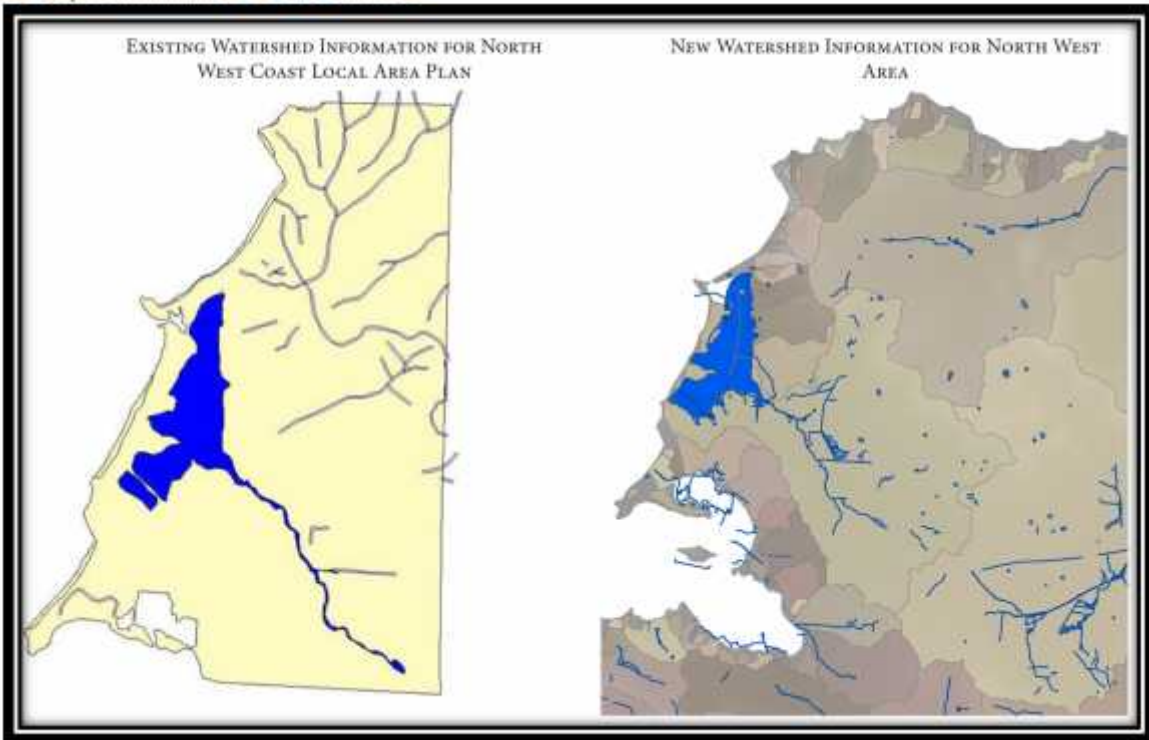 EXISTING WATERSHED INFORMATION FOR NORTH
WEST COAST LOCAL AREA PLAN
NEW WATERSHED INFORMATION FOR NORTH WEST
AREA